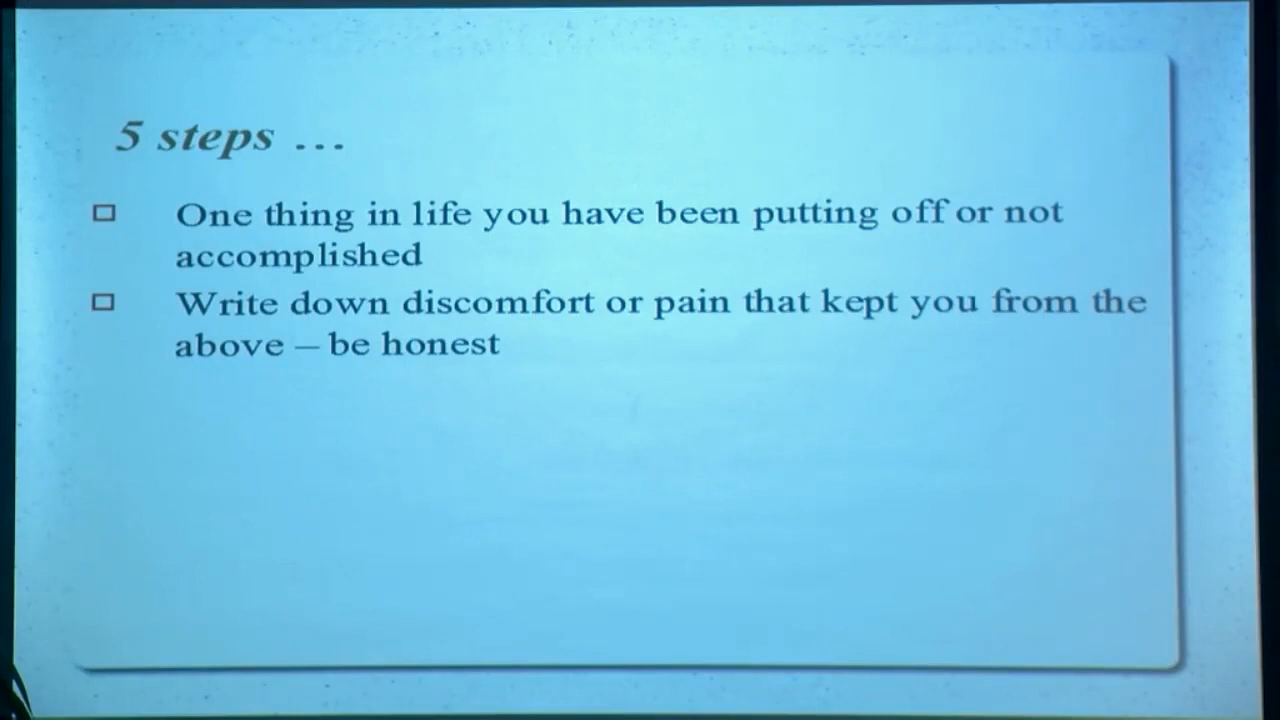 5 steps …
One thing in life you have been putting off or not
accomplished
Write down discomfort or pain that kept you from the
above – be honest